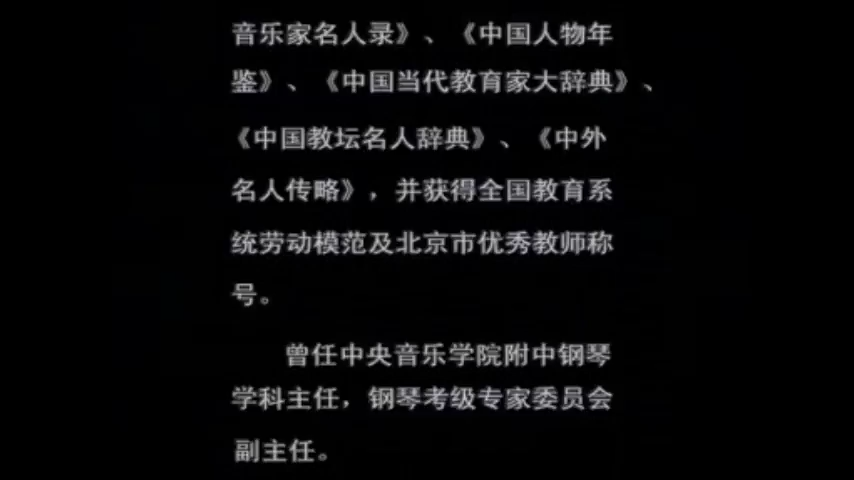 音乐家名人录》、《中国人物年
鉴》、《中国当代教育家大辞典》、
《中国教坛名人辞典》、《中外
名人传略》，并获得全国教育系
统劳动模范及北京市优秀教师称
号。
曾任中央音乐学院附中钢琴
学科主任，钢琴考级专家委员会
副主任。